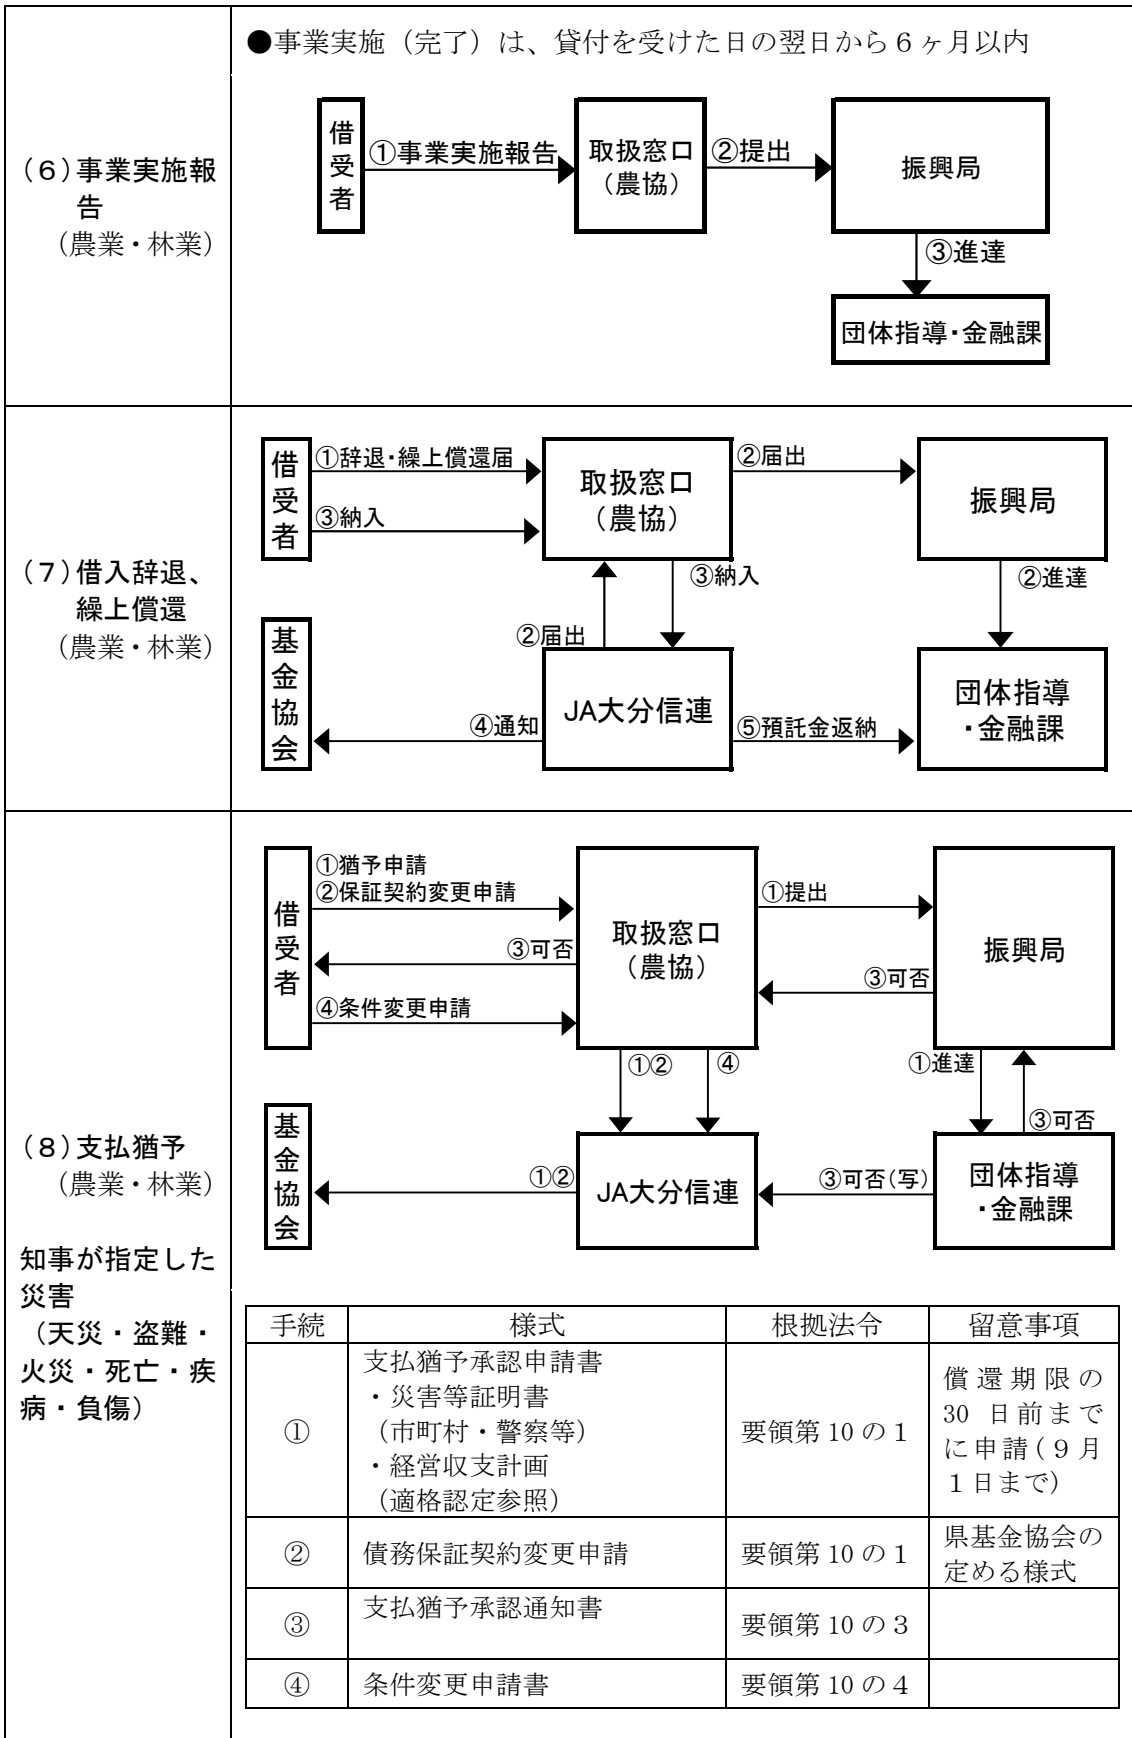 (6)事業実施報
告
(農業・林業)
●事業実施(完了)は、貸付を受けた日の翌日から6ヶ月以内
借
受
者
①事業実施報告
取扱窓口
(農協)
②提出
振興局
③進達
団体指導・金融課
(7)借入辞退、
繰上償還
(農業・林業)
借
受
者
①辞退・繰上償還届
③納入
取扱窓口
(農協)
②届出
振興局
③納入
②進達
②届出
基
金
協
会
④通知
JA大分信連
⑤預託金返納
団体指導
・金融課
(8)支払猶予
(農業・林業)
知事が指定した
災害
(天災・盗難・
火災・死亡・疾
病・負傷)
借
受
者
①猶予申請
②保証契約変更申請
③可否
④条件変更申請
取扱窓口
(農協)
①提出
③可否
振興局
①②
④
①進達
③可否
基
金
協
会
①②
JA大分信連
③可否(写)
団体指導
・金融課
手続 様式 根拠法令 留意事項
①
支払猶予承認申請書
・災害等証明書
(市町村・警察等)
・経営収支計画
(適格認定参照)
要領第10の1
償還期限の
30日前まで
に申請(9月
1日まで)
②
債務保証契約変更申請
要領第10の1
県基金協会の
定める様式
③
支払猶予承認通知書
要領第10の3
④
条件変更申請書
要領第10の4